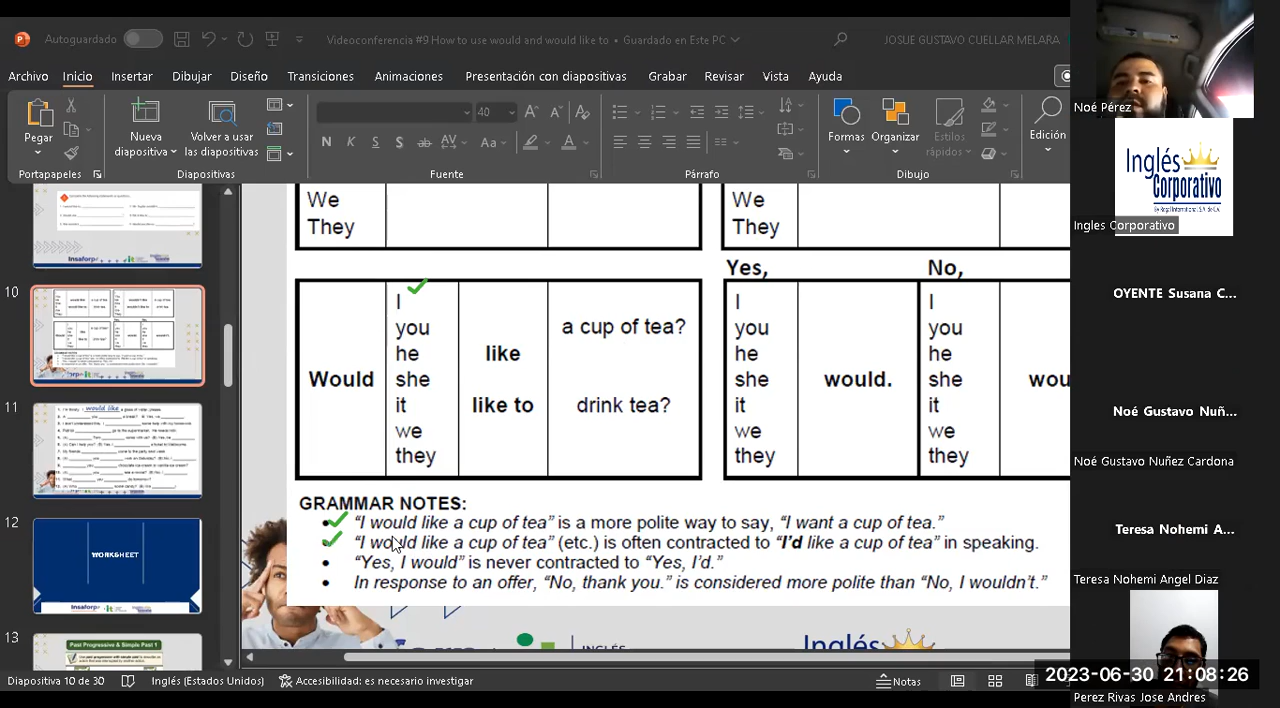 Autoguardado
Videoconferencia #9 How to use would and would like to • Guardado en Este PC
JOSUE GUSTAVO CUELLAR MELARA
Archivo Inicio Insertar Dibujar Diseño Transiciones Animaciones Presentación con diapositivas Grabar Revisar Vista Ayuda
Pegar
Nueva diapositiva
Volver a usar las diapositivas
40
N K S S ab AV Aa A
Formas
Organizar
Estilos rápidos
Edición
Portapapeles
Diapositivas
Fuente
Párrafo
Dibujo
10
11
12
WORKSHEET
13
Past Progressive & Simple Past 1
We
They
We
They
Yes,
No,
Would
I
you
he
she
it
we
they
like
like to
a cup of tea?
drink tea?
I
you
he
she
it
we
they
would.
I
you
he
she
it
we
they
wou
GRAMMAR NOTES:
• "I would like a cup of tea" is a more polite way to say, "I want a cup of tea."
• "I would like a cup of tea" (etc.) is often contracted to "I'd like a cup of tea" in speaking.
• "Yes, I would" is never contracted to "Yes, I'd."
• In response to an offer, "No, thank you." is considered more polite than "No, I wouldn't."
INGLÉS
Inglés
Diapositiva 10 de 30
Inglés (Estados Unidos)
Accesibilidad: es necesario investigar
Notas
Noé Pérez
Inglés
Corporativo
Ingles Corporativo
OYENTE Susana C...
Noé Gustavo Nuñ...
Noé Gustavo Nuñez Cardona
Teresa Nohemi A...
Teresa Nohemi Angel Diaz
2023-06-30 21:08:26
Perez Rivas Jose Andres